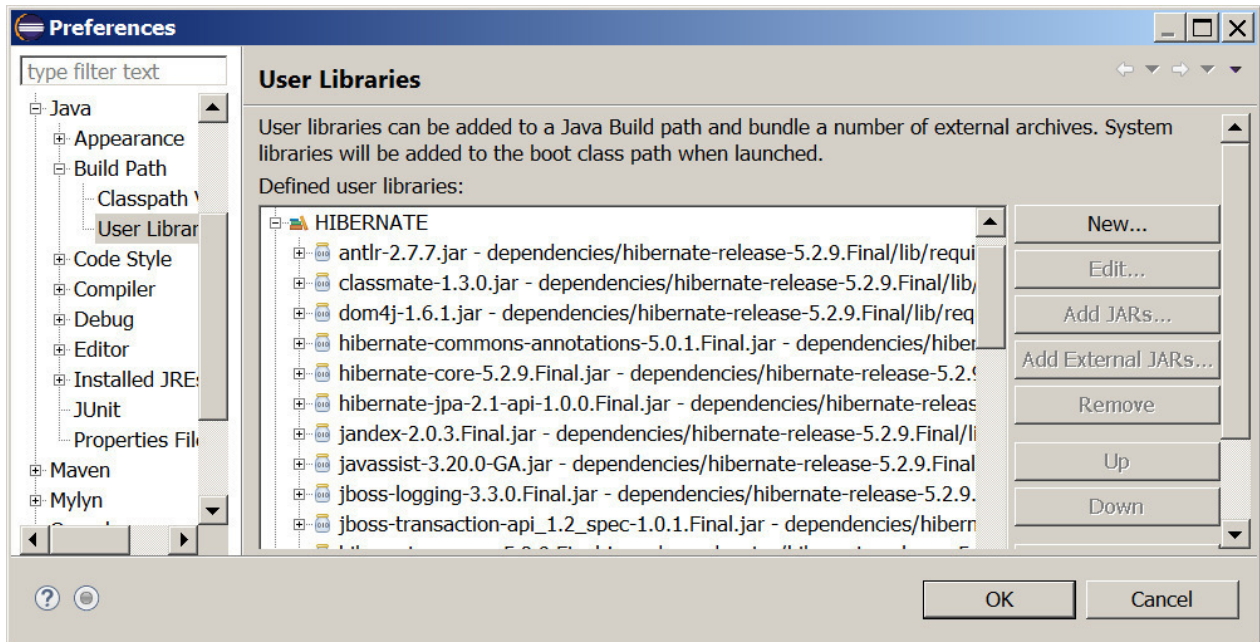 Preferences
type filter text
Java
Appearance
Build Path
Classpath
User Librar
Code Style
Compiler
Debug
Editor
Installed JRE
JUnit
Properties File
Maven
Mylyn
User Libraries
User libraries can be added to a Java Build path and bundle a number of external archives. System
libraries will be added to the boot class path when launched.
Defined user libraries:
HIBERNATE
antlr-2.7.7.jar - dependencies/hibernate-release-5.2.9.Final/lib/requi
classmate-1.3.0.jar - dependencies/hibernate-release-5.2.9.Final/lib/
dom4j-1.6.1.jar - dependencies/hibernate-release-5.2.9.Final/lib/req
hibernate-commons-annotations-5.0.1.Final.jar - dependencies/hiber
hibernate-core-5.2.9.Final.jar - dependencies/hibernate-release-5.2.9
hibernate-jpa-2.1-api-1.0.0.Final.jar - dependencies/hibernate-releas
jandex-2.0.3.Final.jar - dependencies/hibernate-release-5.2.9.Final/li
javassist-3.20.0-GA.jar - dependencies/hibernate-release-5.2.9.Final
jboss-logging-3.3.0.Final.jar - dependencies/hibernate-release-5.2.9.
jboss-transaction-api_1.2_spec-1.0.1.Final.jar - dependencies/hibern
New...
Edit...
Add JARs...
Add External JARs...
Remove
Up
Down
OK
Cancel